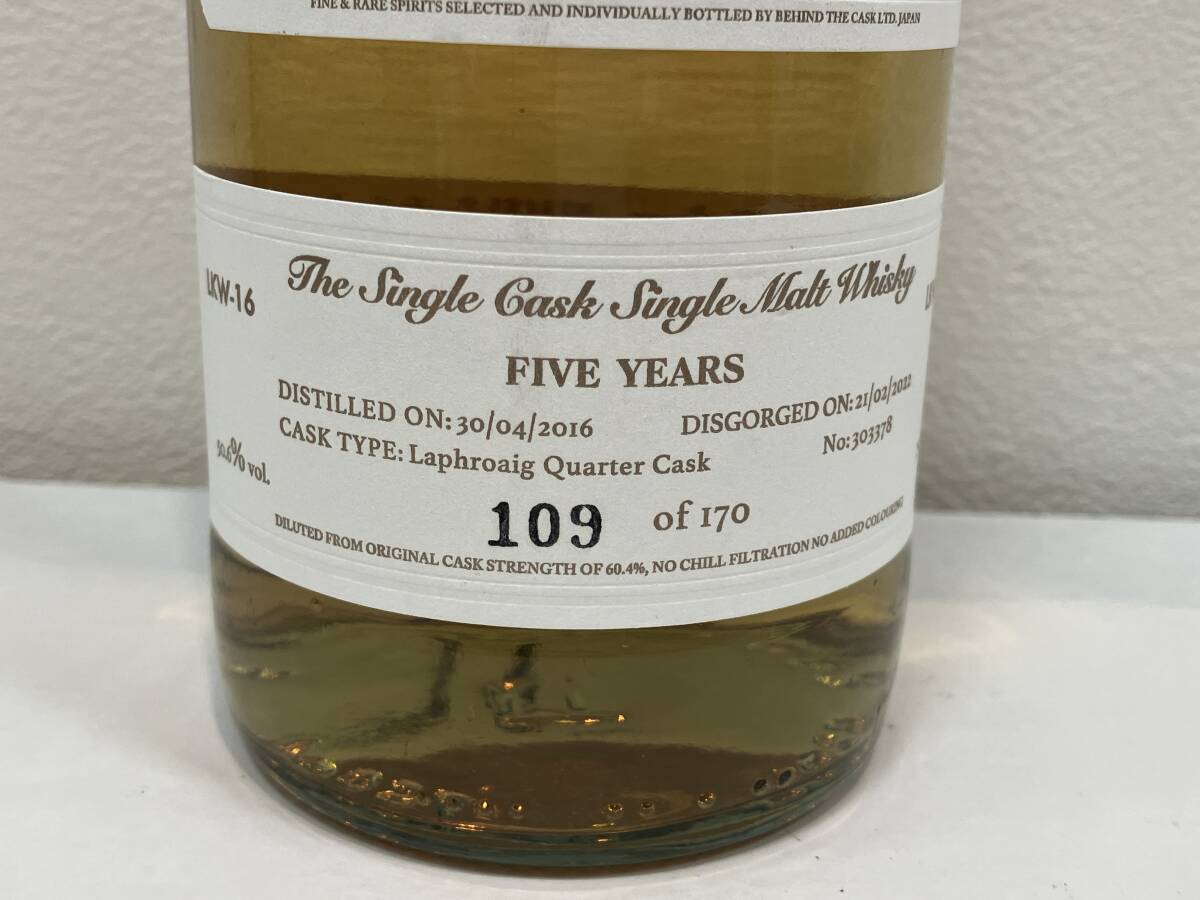 FINE & RARE SPIRITS SELECTED AND INDIVIDUALLY BOTTLED BY BEHIND THE CASK LTD. JAPAN
LKW-16
The Single Cask Single Malt Whisky
FIVE YEARS
DISTILLED ON: 30/04/2016 DISGORGED ON: 21/02/2022
CASK TYPE: Laphroaig Quarter Cask No: 303378
50.6% vol.
109 of 170
DILUTED FROM ORIGINAL CASK STRENGTH OF 60.4%, NO CHILL FILTRATION NO ADDED COLOURING